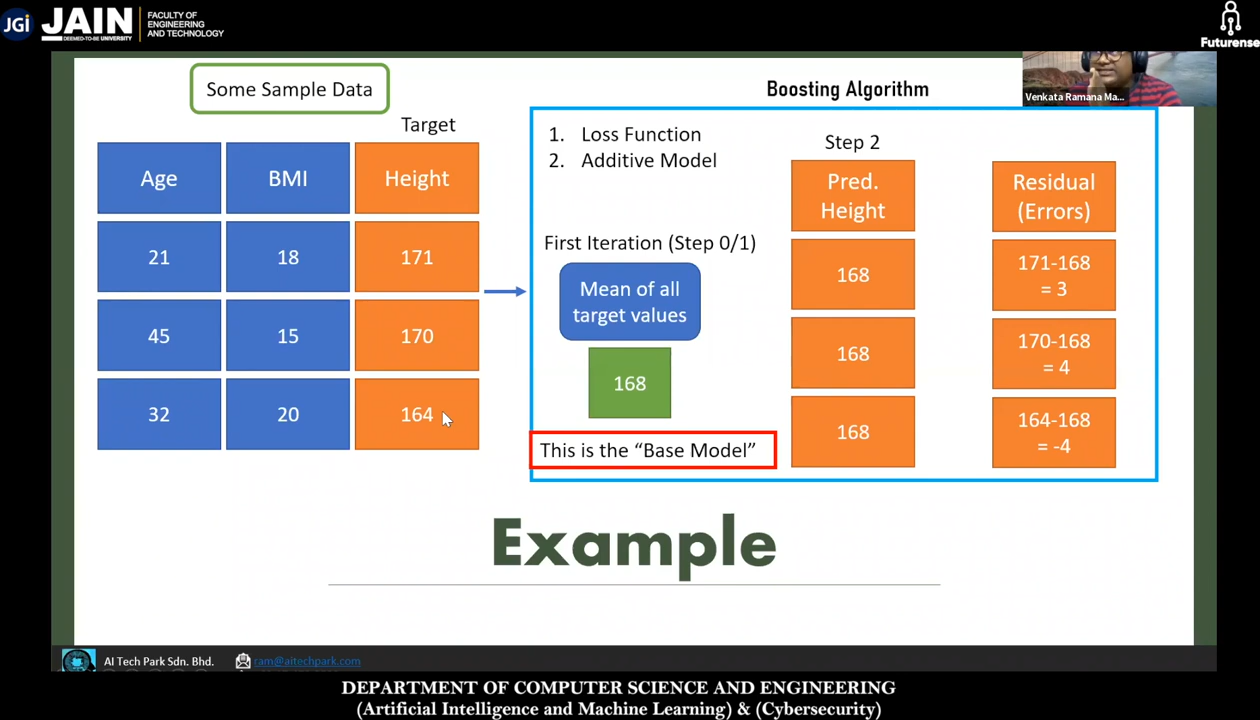 JGi JAIN
DEEMED-TO-BE UNIVERSITY
FACULTY OF
ENGINEERING
AND TECHNOLOGY
Futurense
Some Sample Data
Target
Age BMI Height
21 18 171
45 15 170
32 20 164
Boosting Algorithm
Venkata Ramana Ma...
1. Loss Function
2. Additive Model
First Iteration (Step 0/1)
Mean of all
target values
168
This is the “Base Model”
Step 2
Pred.
Height
168
168
168
Residual
(Errors)
171-168
= 3
170-168
= 4
164-168
= -4
Example
AI Tech Park Sdn. Bhd.
ram@aitechpark.com
DEPARTMENT OF COMPUTER SCIENCE AND ENGINEERING
(Artificial Intelligence and Machine Learning) & (Cybersecurity)